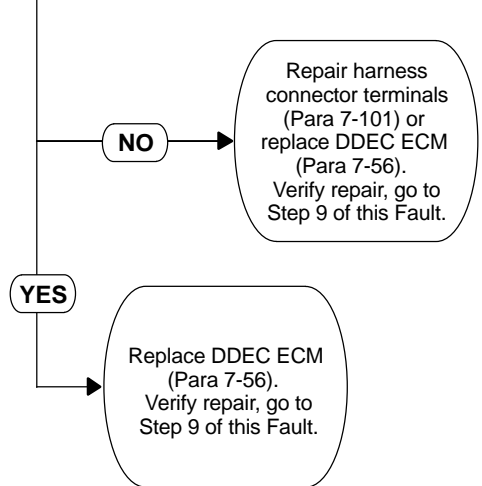 NO
Repair harness
connector terminals
(Para 7-101) or
replace DDEC ECM
(Para 7-56).
Verify repair, go to
Step 9 of this Fault.
YES
Replace DDEC ECM
(Para 7-56).
Verify repair, go to
Step 9 of this Fault.